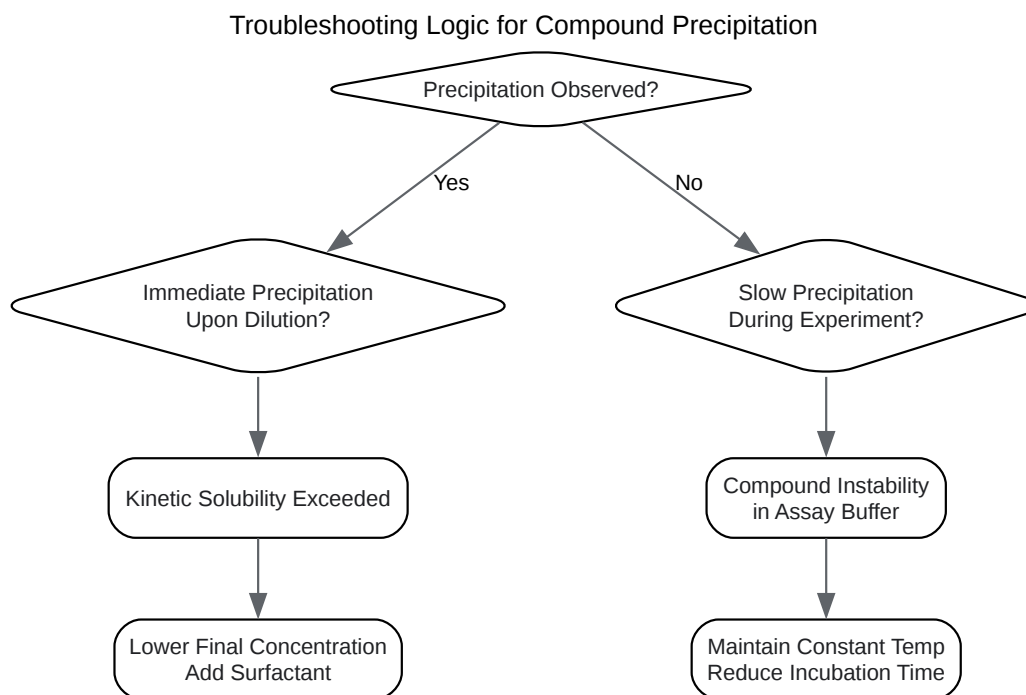 Troubleshooting Logic for Compound Precipitation
Precipitation Observed?
Yes
No
Immediate Precipitation
Upon Dilution?
Slow Precipitation
During Experiment?
Kinetic Solubility Exceeded
Compound Instability
in Assay Buffer
Lower Final Concentration
Add Surfactant
Maintain Constant Temp
Reduce Incubation Time